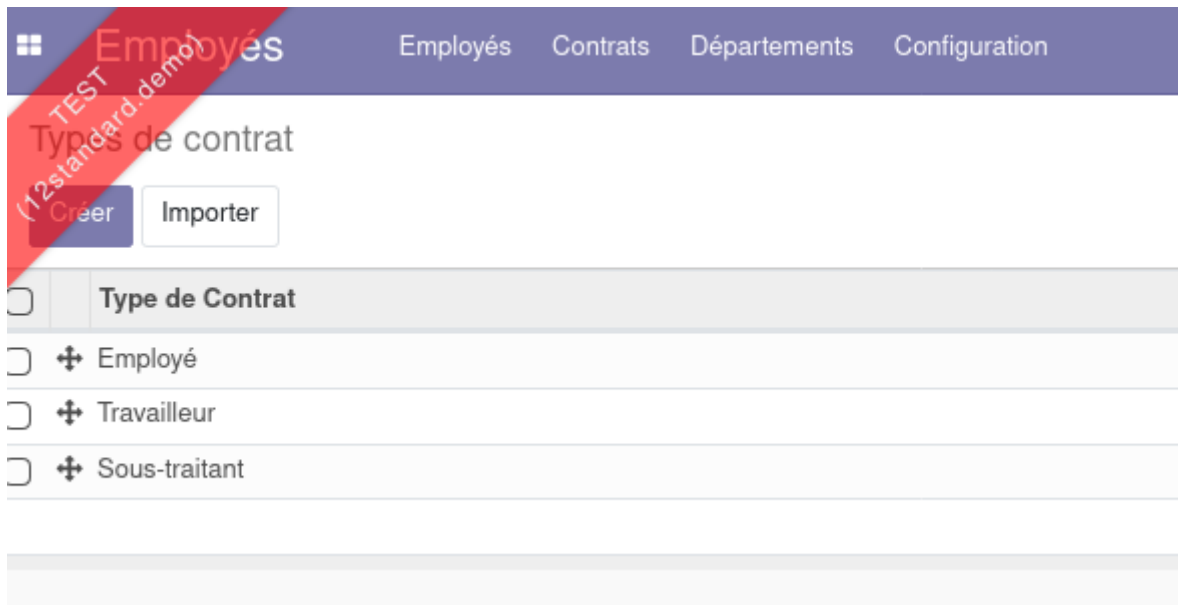 Employés Employés Contrats Départements Configuration
TEST
(12standard.demo)
Types de contrat
Créer Importer
Type de Contrat
Employé
Travailleur
Sous-traitant